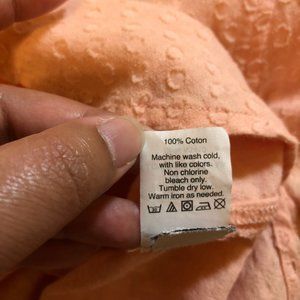 100% Coton
Machine wash cold,
with like colors.
Non chlorine
bleach only.
Tumble dry low.
Warm iron as needed.